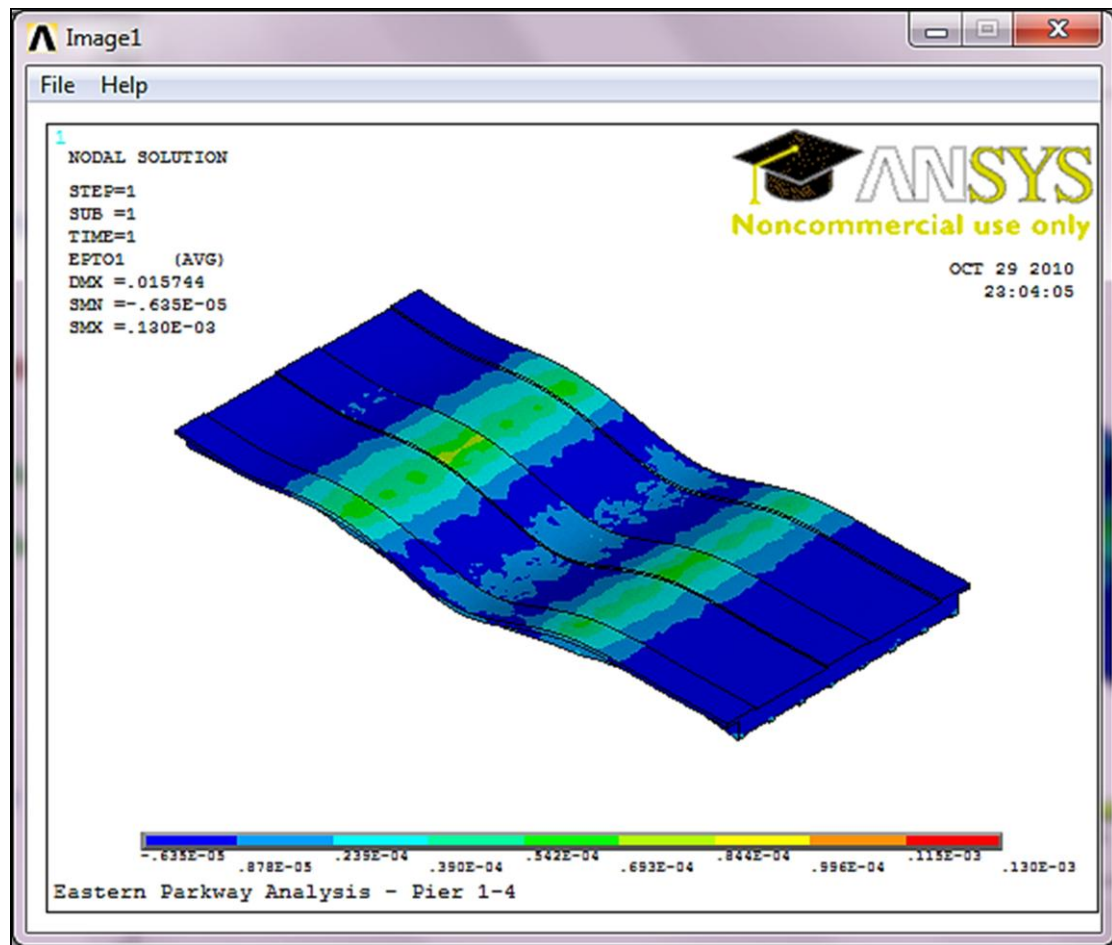 Image1
File Help
1
NODAL SOLUTION
STEP=1
SUB =1
TIME=1
EPTO1 (AVG)
DMX =.015744
SMN =-.635E-05
SMX =.130E-03
ANSYS
Noncommercial use only
OCT 29 2010
23:04:05
-.635E-05 .239E-04 .542E-04 .844E-04 .115E-03
.878E-05 .390E-04 .693E-04 .996E-04 .130E-03
Eastern Parkway Analysis - Pier 1-4